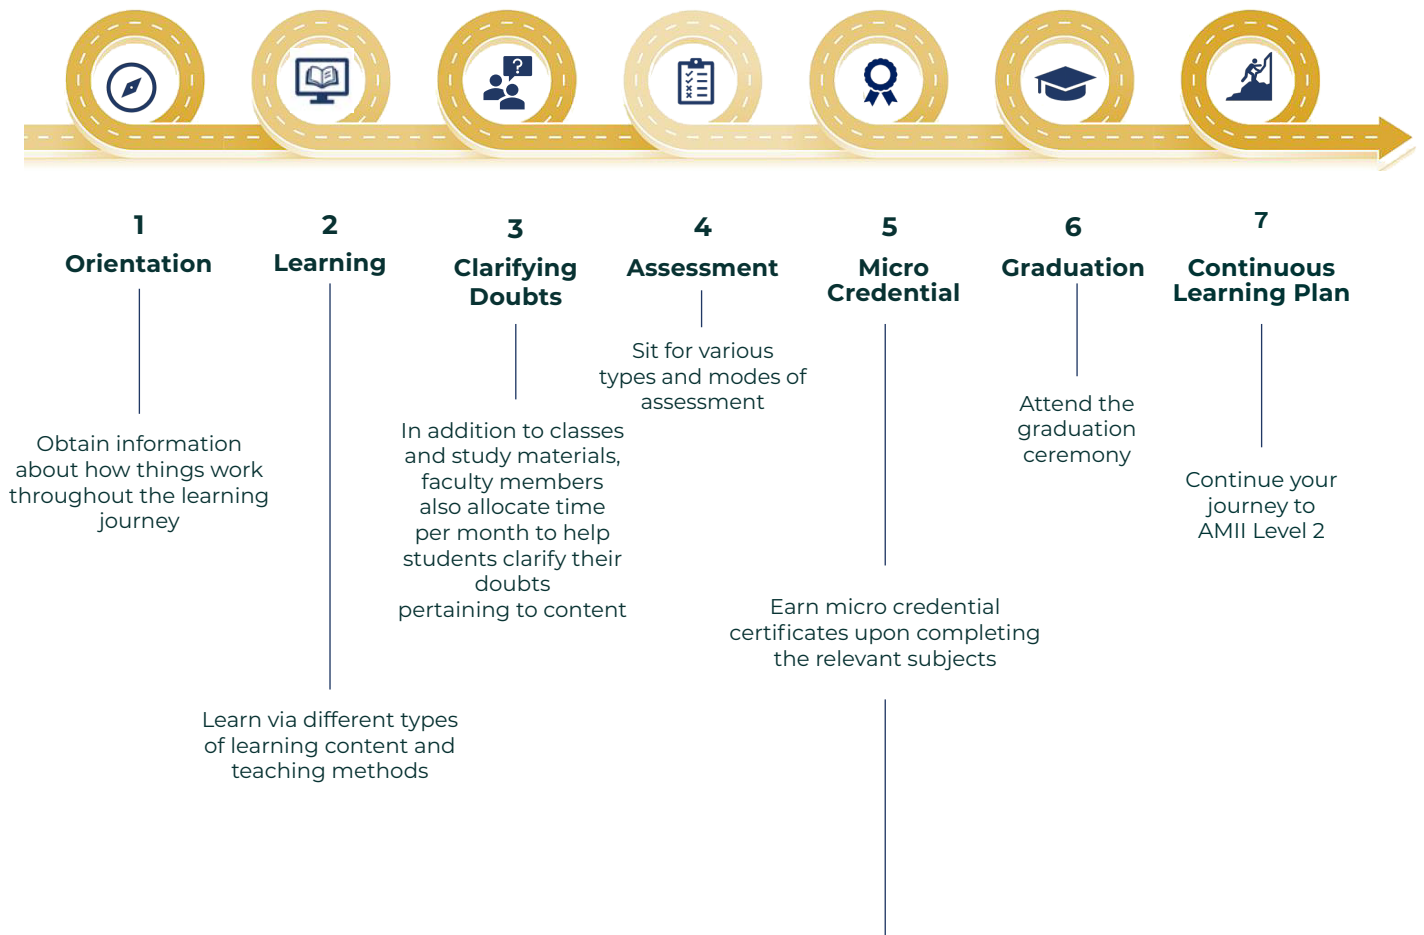 ?
1
Orientation
Obtain information
about how things work
throughout the learning
journey
2
Learning
Learn via different types
of learning content and
teaching methods
3
Clarifying
Doubts
In addition to classes
and study materials,
faculty members
also allocate time
per month to help
students clarify their
doubts
pertaining to content
4
Assessment
Sit for various
types and modes of
assessment
5
Micro
Credential
Earn micro credential
certificates upon completing
the relevant subjects
6
Graduation
Attend the
graduation
ceremony
7
Continuous
Learning Plan
Continue your
journey to
AMII Level 2